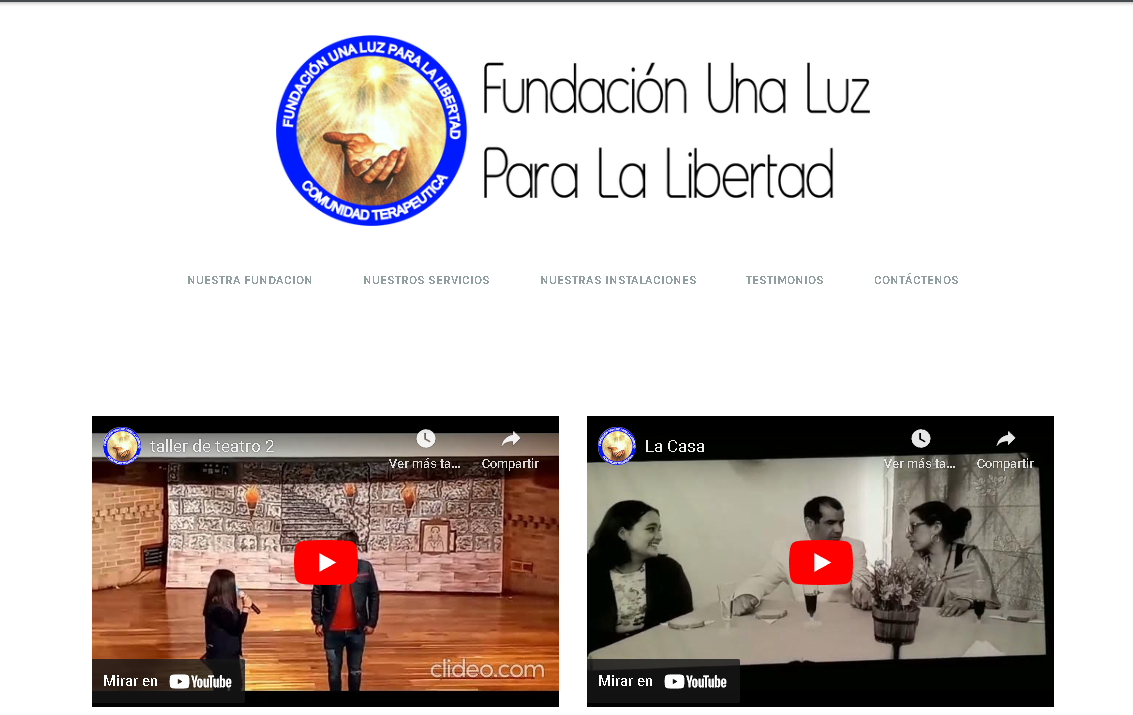 FUNDACIÓN UNA LUZ PARA LA LIBERTAD
COMUNIDAD TERAPEUTICA
Fundación Una Luz
Para La Libertad
NUESTRA FUNDACION NUESTROS SERVICIOS NUESTRAS INSTALACIONES TESTIMONIOS CONTÁCTENOS
taller de teatro 2
Ver más ta... Compartir
clideo.com
Mirar en YouTube
La Casa
Ver más ta... Compartir
Mirar en YouTube